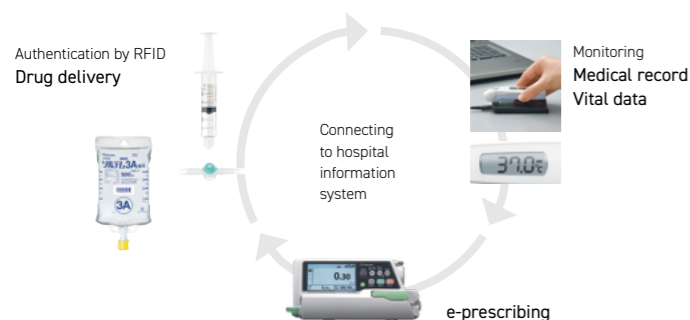 Authentication by RFID
Drug delivery
Monitoring
Medical record
Vital data
Connecting
to hospital
information
system
3A
3A
37.0℃
0.30
e-prescribing